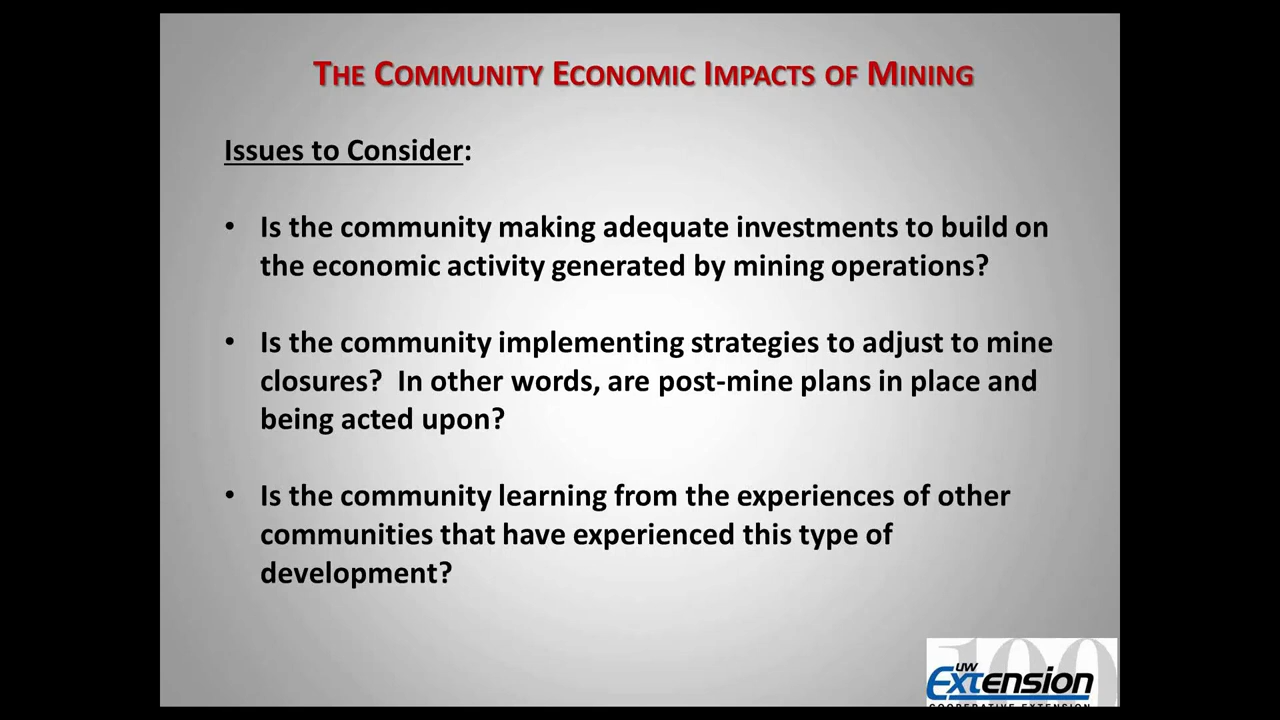 THE COMMUNITY ECONOMIC IMPACTS OF MINING
Issues to Consider:
• Is the community making adequate investments to build on
the economic activity generated by mining operations?
• Is the community implementing strategies to adjust to mine
closures? In other words, are post-mine plans in place and
being acted upon?
• Is the community learning from the experiences of other
communities that have experienced this type of
development?
100
UW
Extension
COOPERATIVE EXTENSION